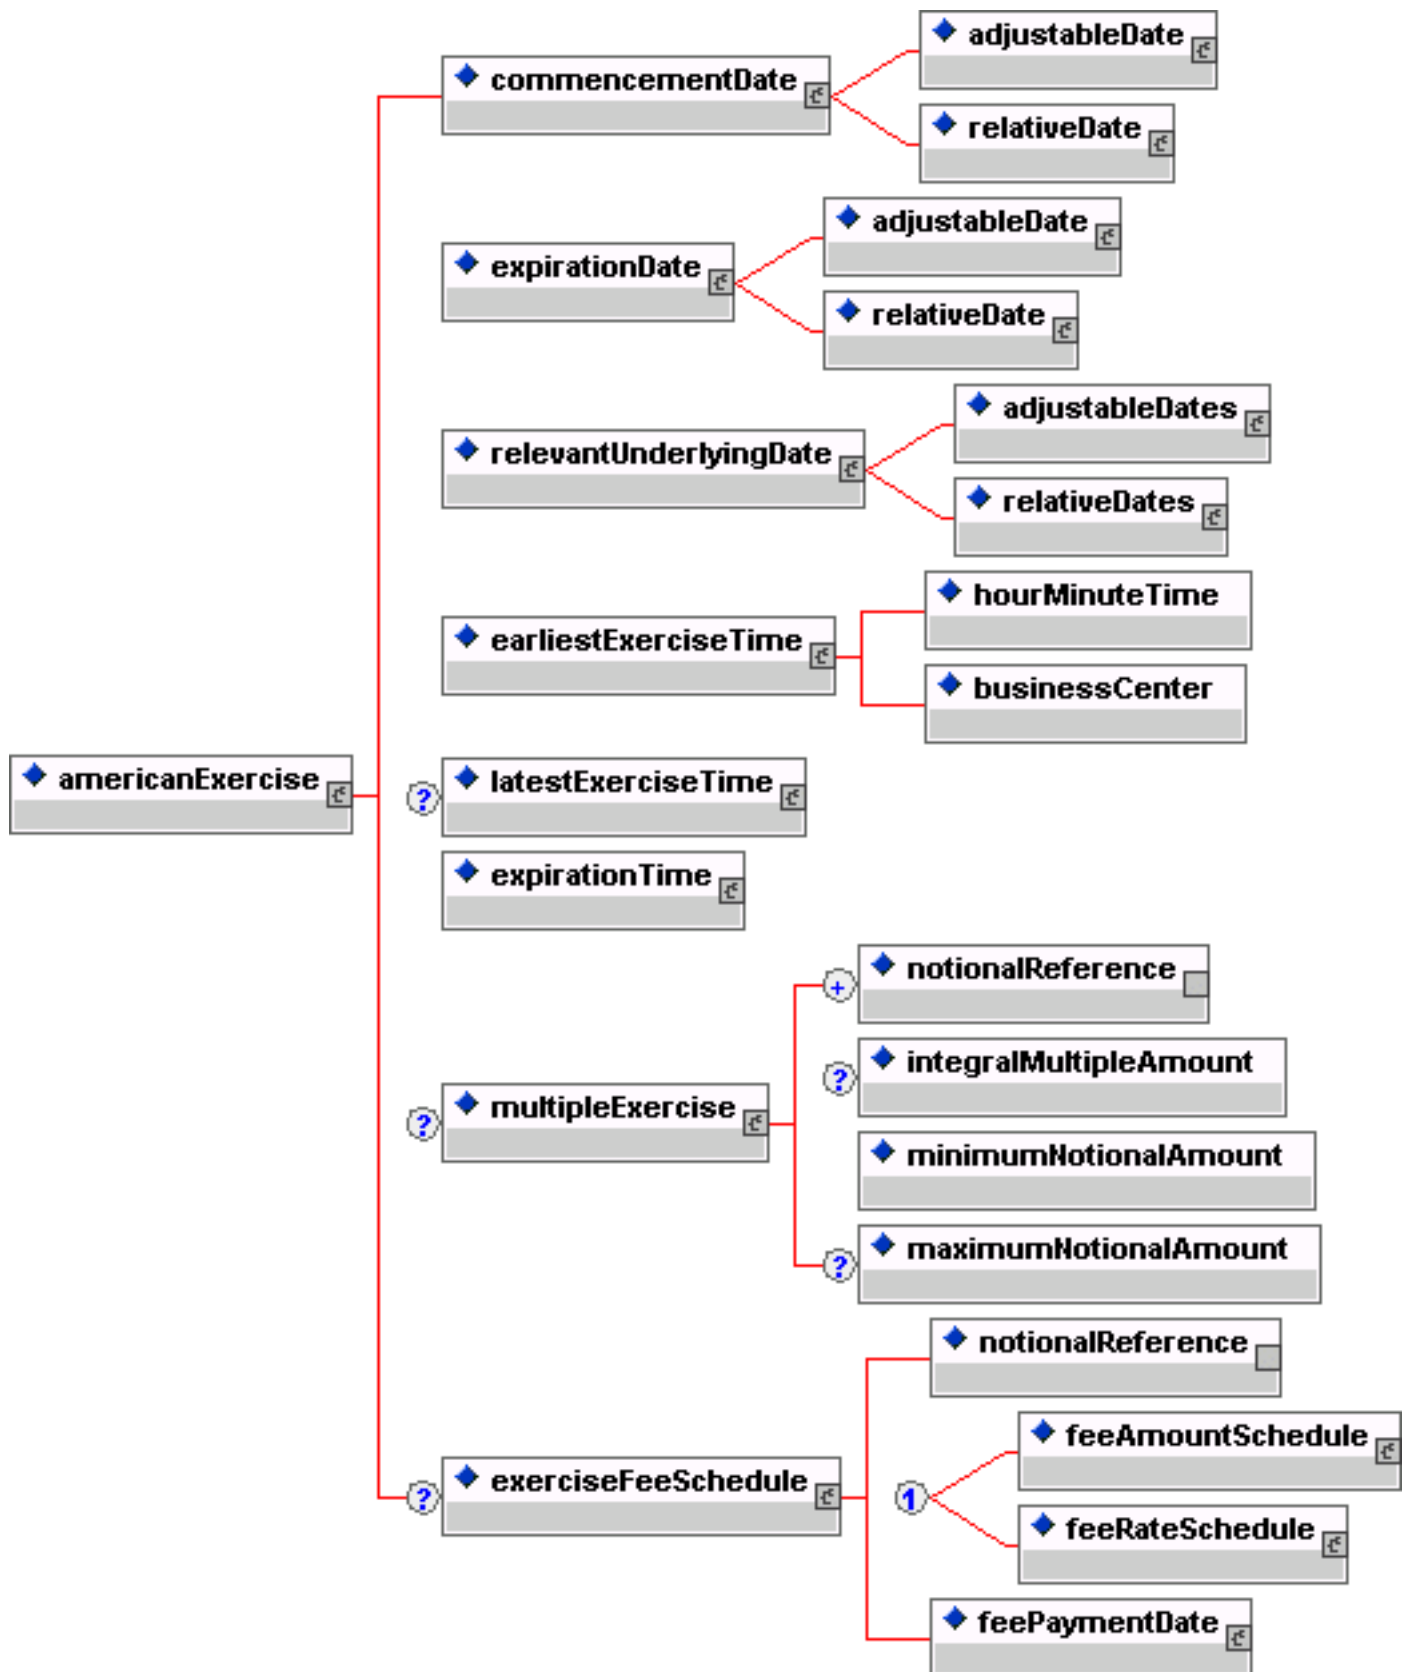 adjustableDate
commencementDate
relativeDate
adjustableDate
expirationDate
relativeDate
adjustableDates
relevantUnderlyingDate
relativeDates
hourMinuteTime
earliestExerciseTime
businessCenter
americanExercise
? latestExerciseTime
expirationTime
+ notionalReference
? integralMultipleAmount
? multipleExercise
minimumNotionalAmount
? maximumNotionalAmount
notionalReference
feeAmountSchedule
? exerciseFeeSchedule
1
feeRateSchedule
feePaymentDate